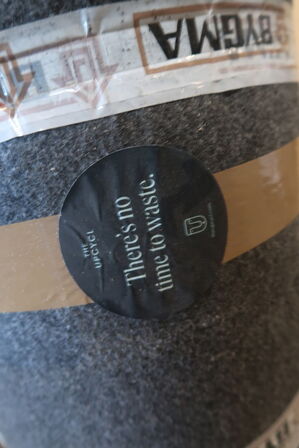 BYGMA
THE
UPCYCL
There's no
time to waste.